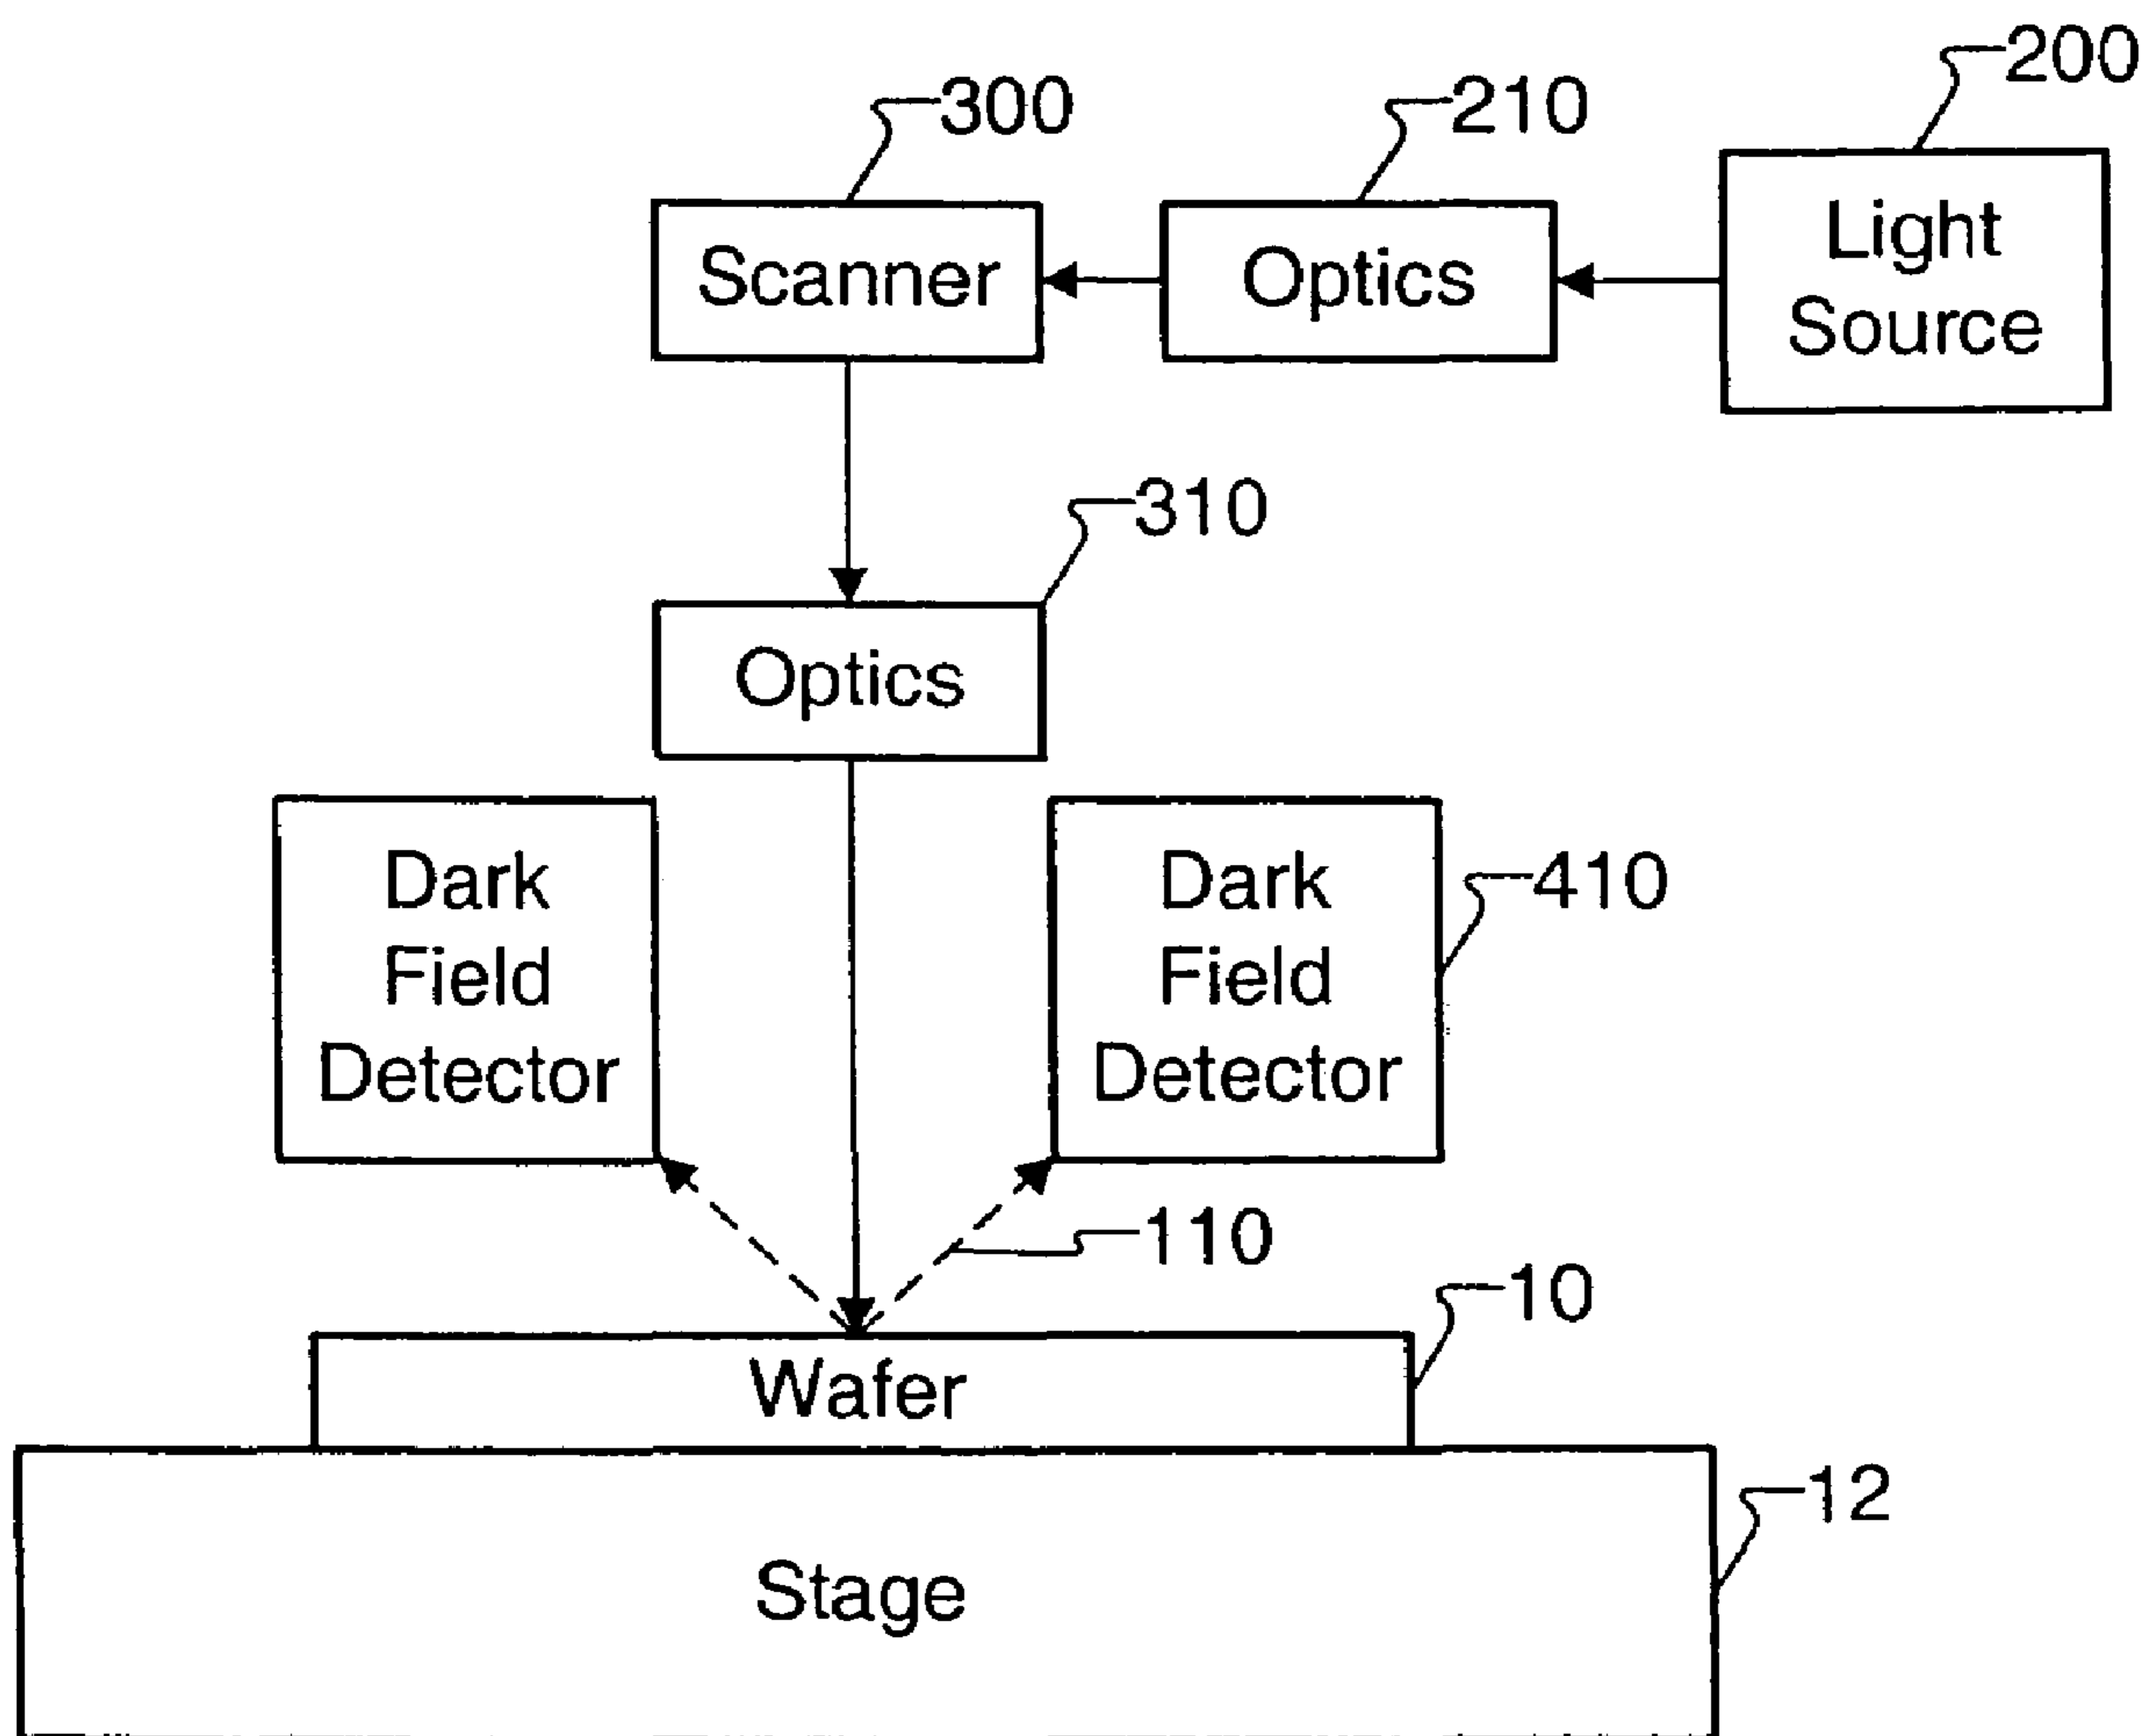 200
300
210
Light
Source
Scanner
Optics
310
Optics
Dark
Field
Detector
Dark
Field
Detector
410
110
10
Wafer
12
Stage